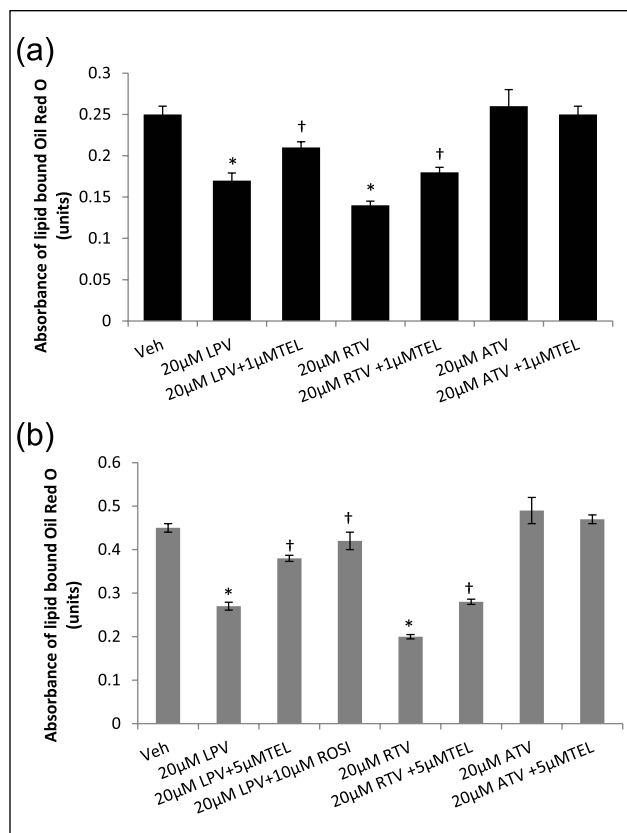 (a)
Absorbance of lipid bound Oil Red O
(units)
0.3
0.25
0.2
0.15
0.1
0.05
0
*
†
*
†
Veh
20µM LPV
20µM LPV+1µMTEL
20µM RTV
20µM RTV +1µMTEL
20µM ATV
20µM ATV +1µMTEL
(b)
Absorbance of lipid bound Oil Red O
(units)
0.6
0.5
0.4
0.3
0.2
0.1
0
*
†
†
*
†
Veh
20µM LPV
20µM LPV+5µMTEL
20µM LPV+10µM ROSI
20µM RTV
20µM RTV +5µMTEL
20µM ATV
20µM ATV +5µMTEL